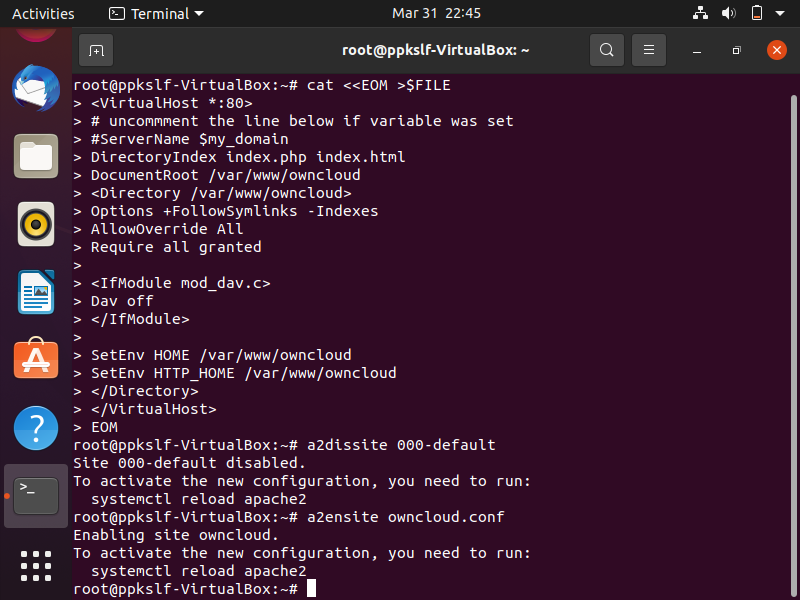 Activities
Terminal
Mar 31 22:45
root@ppkslf-VirtualBox: ~
root@ppkslf-VirtualBox:~# cat <<EOM >$FILE
> <VirtualHost *:80>
> # uncommment the line below if variable was set
> #ServerName $my_domain
> DirectoryIndex index.php index.html
> DocumentRoot /var/www/owncloud
> <Directory /var/www/owncloud>
> Options +FollowSymlinks -Indexes
> AllowOverride All
> Require all granted
>
> <IfModule mod_dav.c>
> Dav off
> </IfModule>
>
> SetEnv HOME /var/www/owncloud
> SetEnv HTTP_HOME /var/www/owncloud
> </Directory>
> </VirtualHost>
> EOM
root@ppkslf-VirtualBox:~# a2dissite 000-default
Site 000-default disabled.
To activate the new configuration, you need to run:
  systemctl reload apache2
root@ppkslf-VirtualBox:~# a2ensite owncloud.conf
Enabling site owncloud.
To activate the new configuration, you need to run:
  systemctl reload apache2
root@ppkslf-VirtualBox:~#